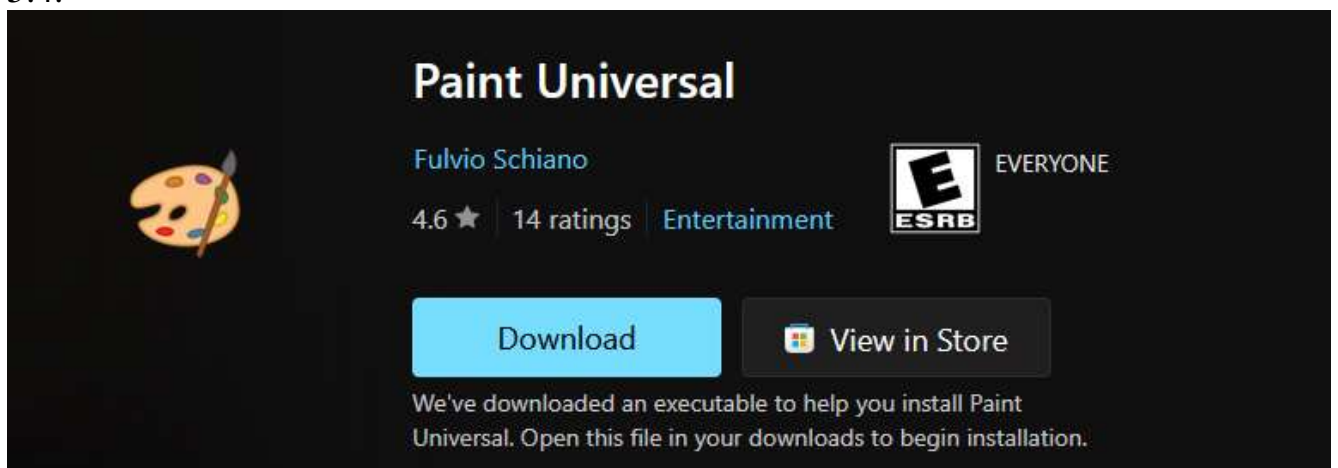 Paint Universal
Fulvio Schiano
4.6 ★ | 14 ratings | Entertainment
E
ESRB
EVERYONE
Download
View in Store
We've downloaded an executable to help you install Paint
Universal. Open this file in your downloads to begin installation.